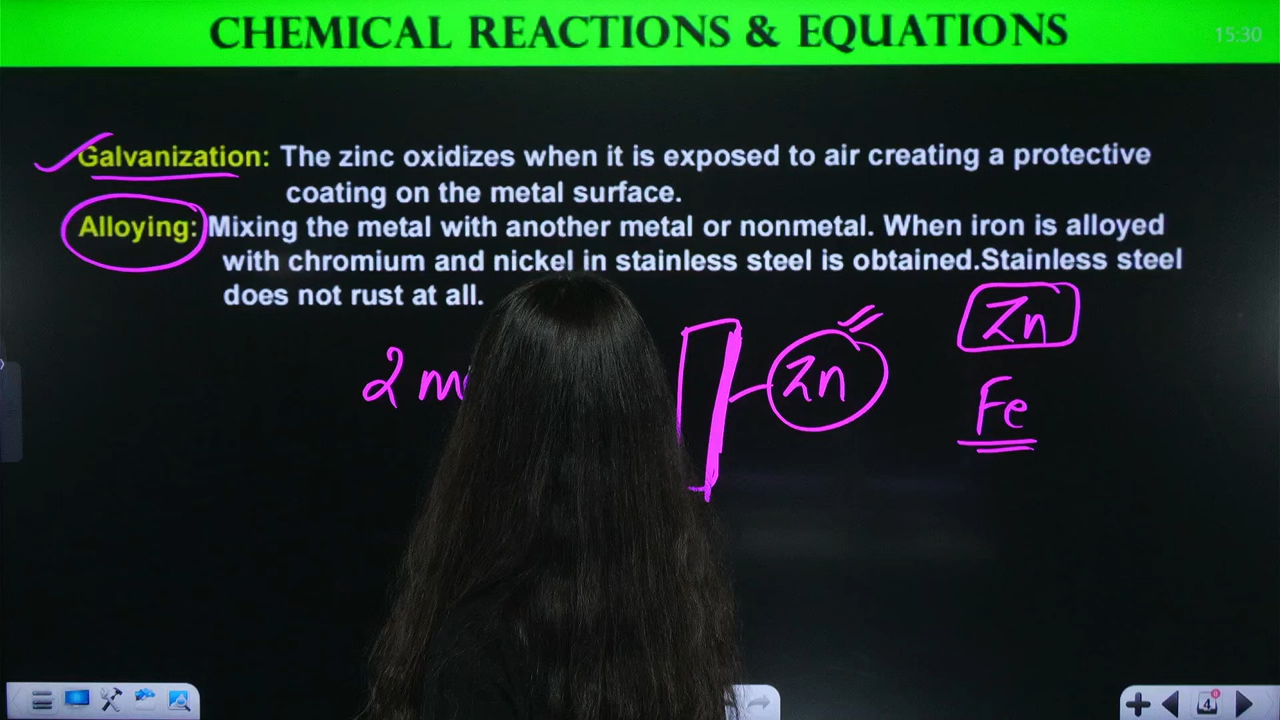 CHEMICAL REACTIONS & EQUATIONS
15:30
Galvanization: The zinc oxidizes when it is exposed to air creating a protective
coating on the metal surface.
Alloying: Mixing the metal with another metal or nonmetal. When iron is alloyed
with chromium and nickel in stainless steel is obtained.Stainless steel
does not rust at all.
Zn
2 Zn
Fe
4